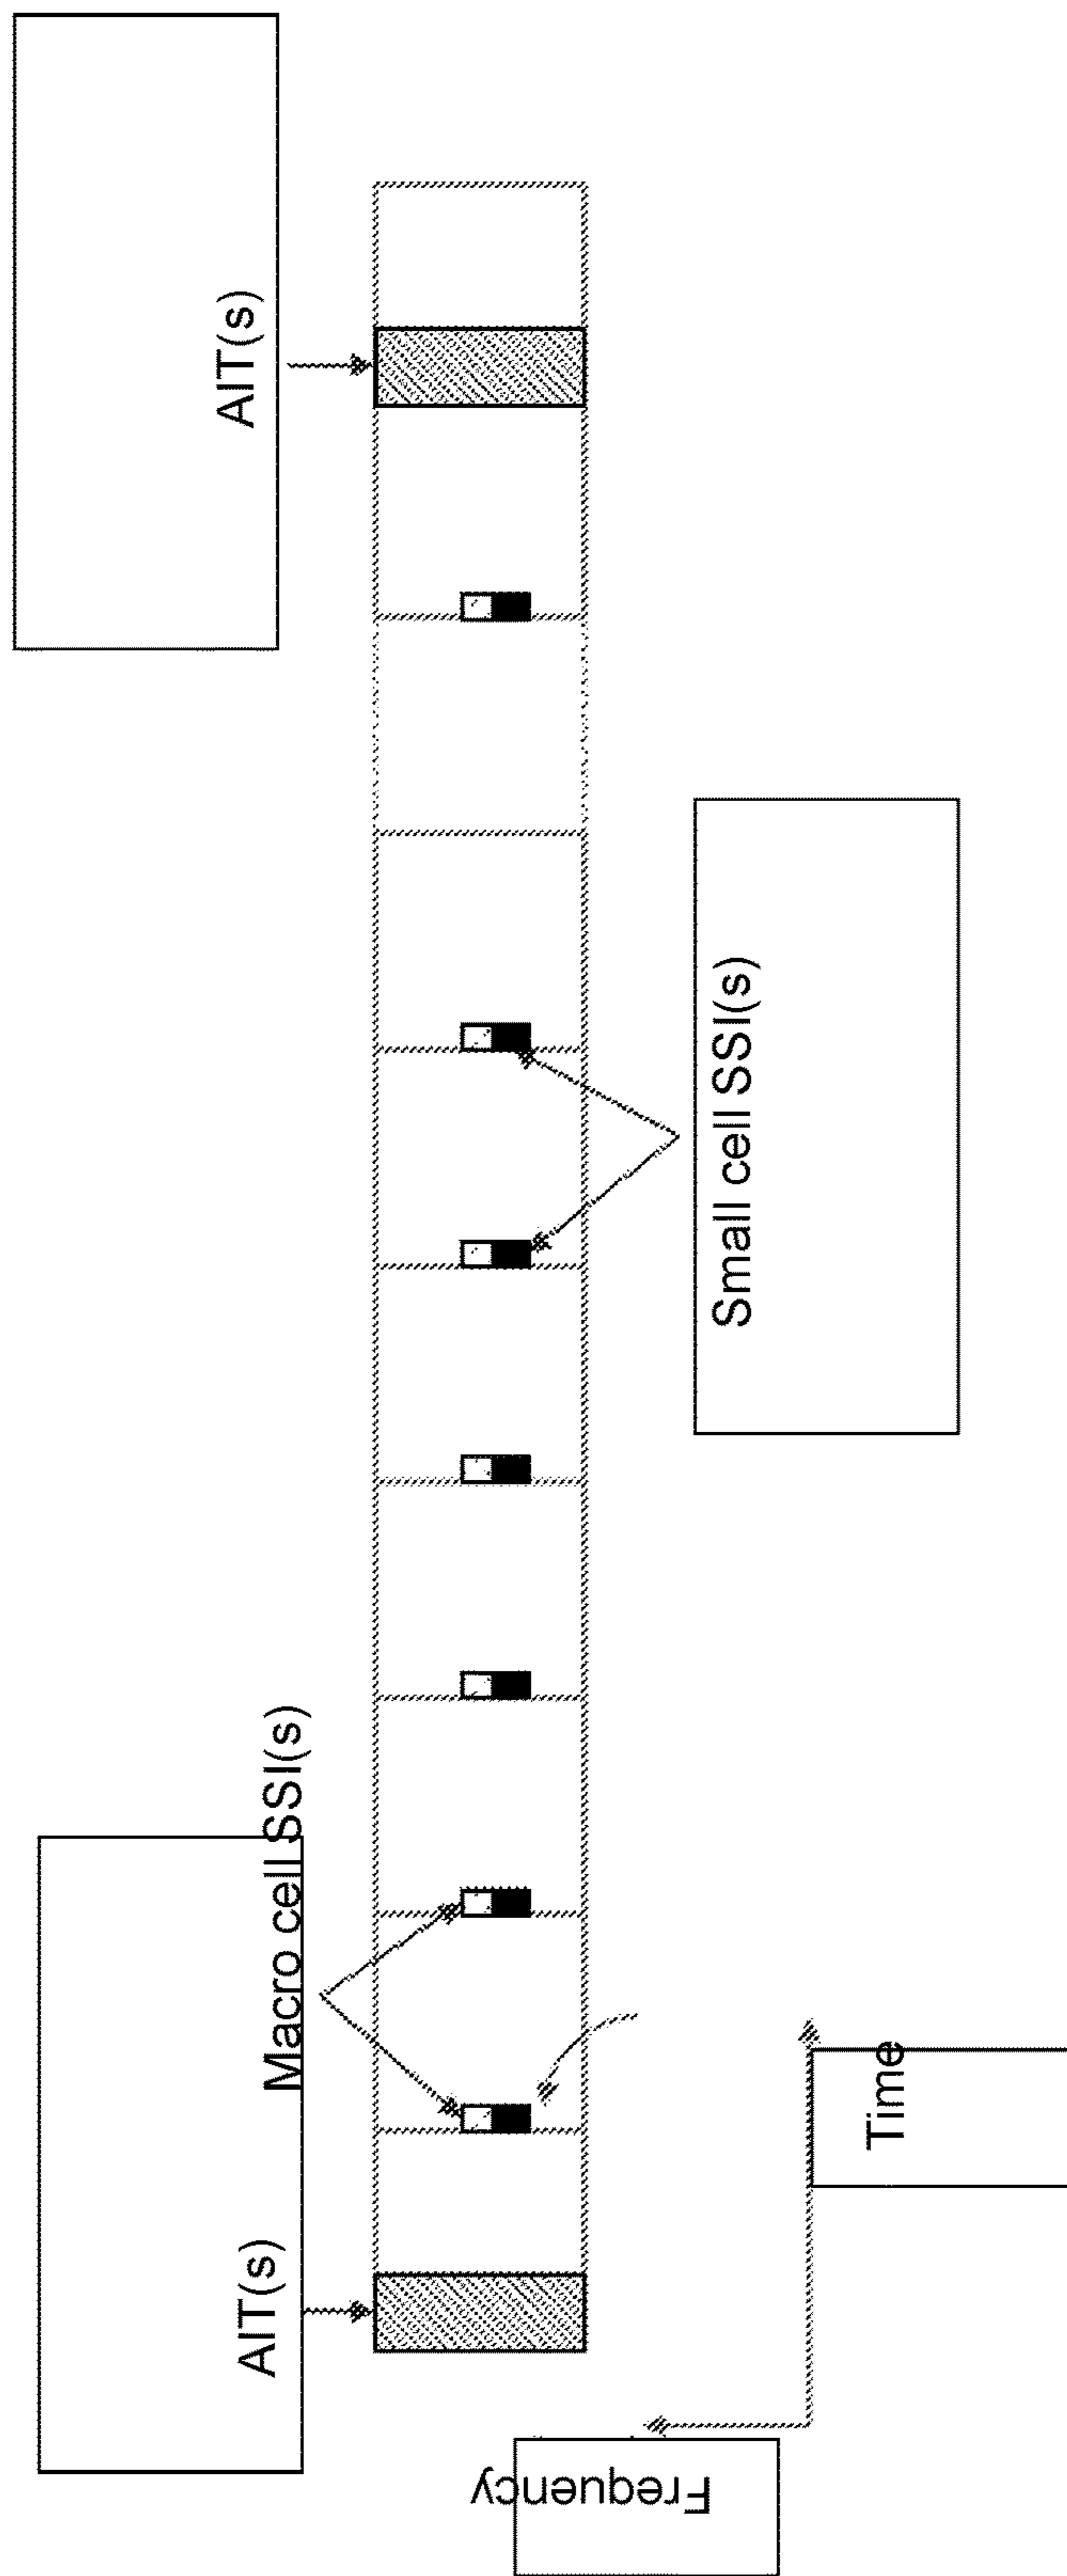 AIT(s)
Macro cell SSI(s)
AIT(s)
Small cell SSI(s)
Frequency
Time